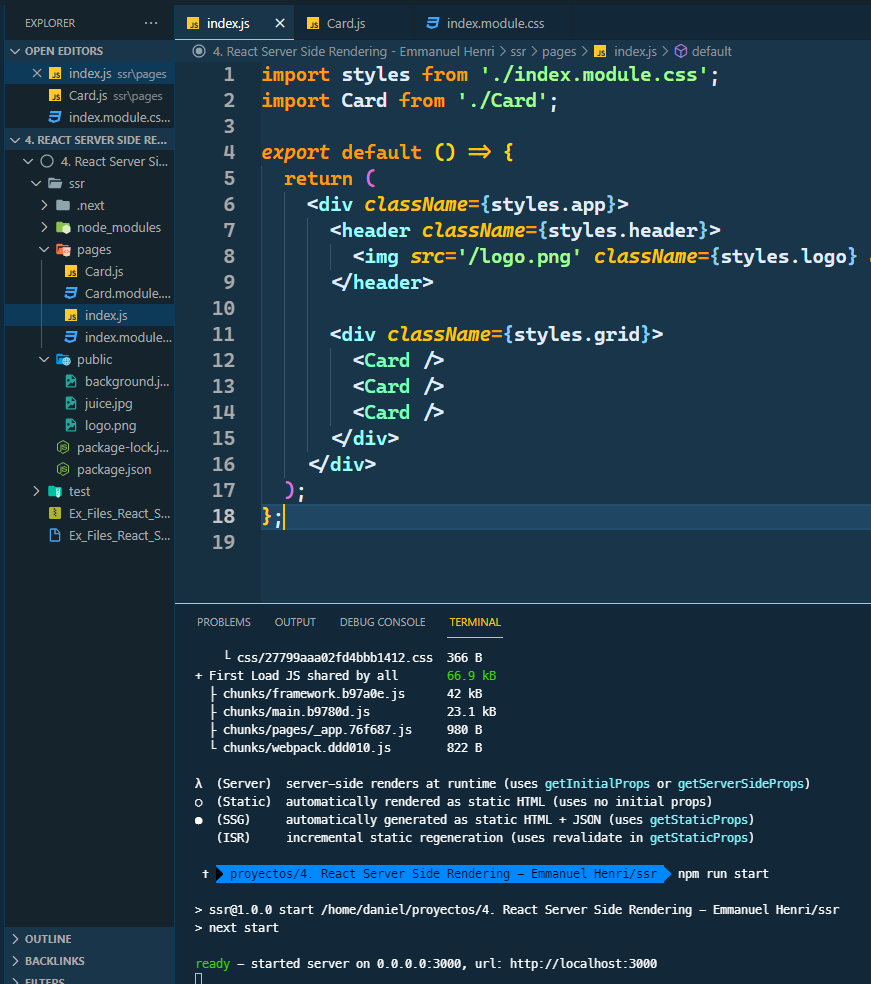 EXPLORER ···
OPEN EDITORS
index.js ssr\pages
Card.js ssr\pages
index.module.cs...
4. REACT SERVER SIDE RE...
4. React Server Si...
ssr
.next
node_modules
pages
Card.js
Card.module....
index.js
index.module...
public
background.j...
juice.jpg
logo.png
package-lock.j...
package.json
test
Ex_Files_React_S...
Ex_Files_React_S...
OUTLINE
BACKLINKS
FILTERS
index.js Card.js index.module.css
4. React Server Side Rendering - Emmanuel Henri > ssr > pages > index.js > default
1 import styles from './index.module.css';
2 import Card from './Card';
3
4 export default () => {
5 return (
6 <div className={styles.app}>
7 <header className={styles.header}>
8 <img src='/logo.png' className={styles.logo}
9 </header>
10
11 <div className={styles.grid}>
12 <Card />
13 <Card />
14 <Card />
15 </div>
16 </div>
17 );
18 };
19
PROBLEMS OUTPUT DEBUG CONSOLE TERMINAL
└ css/27799aaa02fd4bbb1412.css 366 B
+ First Load JS shared by all 66.9 kB
├ chunks/framework.b97a0e.js 42 kB
├ chunks/main.b9780d.js 23.1 kB
├ chunks/pages/_app.76f687.js 980 B
└ chunks/webpack.ddd010.js 822 B
λ (Server) server-side renders at runtime (uses getInitialProps or getServerSideProps)
○ (Static) automatically rendered as static HTML (uses no initial props)
● (SSG) automatically generated as static HTML + JSON (uses getStaticProps)
(ISR) incremental static regeneration (uses revalidate in getStaticProps)
✝ proyectos/4. React Server Side Rendering - Emmanuel Henri/ssr npm run start
> ssr@1.0.0 start /home/daniel/proyectos/4. React Server Side Rendering - Emmanuel Henri/ssr
> next start
ready - started server on 0.0.0.0:3000, url: http://localhost:3000